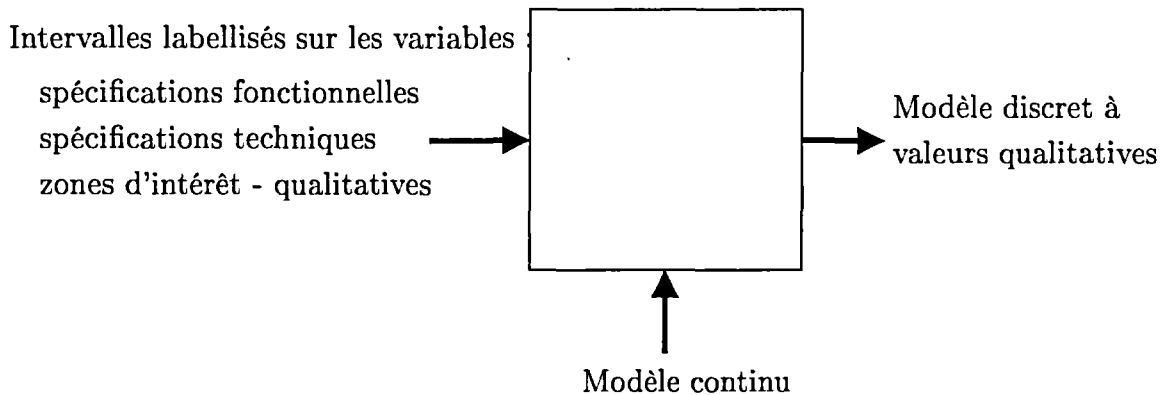 Intervalles labellisés sur les variables :
spécifications fonctionnelles
spécifications techniques
zones d'intérêt - qualitatives
Modèle discret à
valeurs qualitatives
Modèle continu